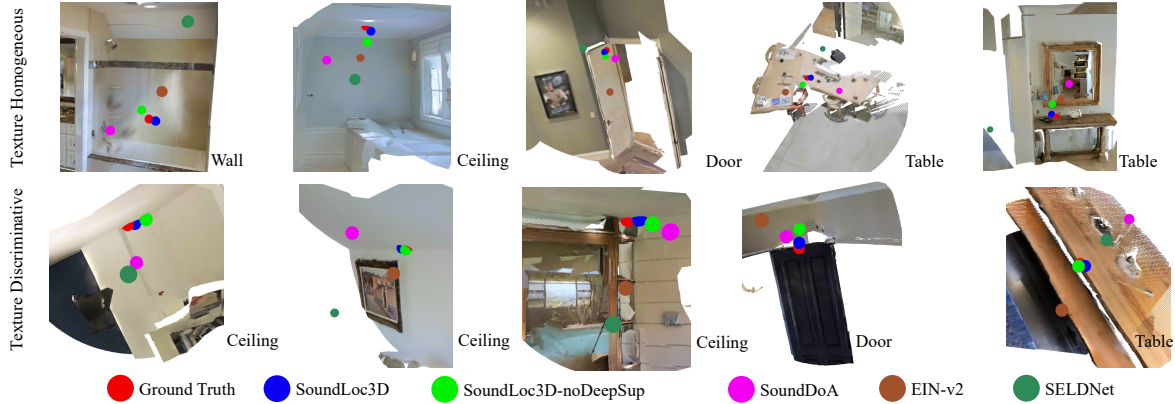 Texture Homogeneous
Wall
Ceiling
Door
Table
Table
Texture Discriminative
Ceiling
Ceiling
Ceiling
Door
Table
Ground Truth
SoundLoc3D
SoundLoc3D-noDeepSup
SoundDoA
EIN-v2
SELDNet